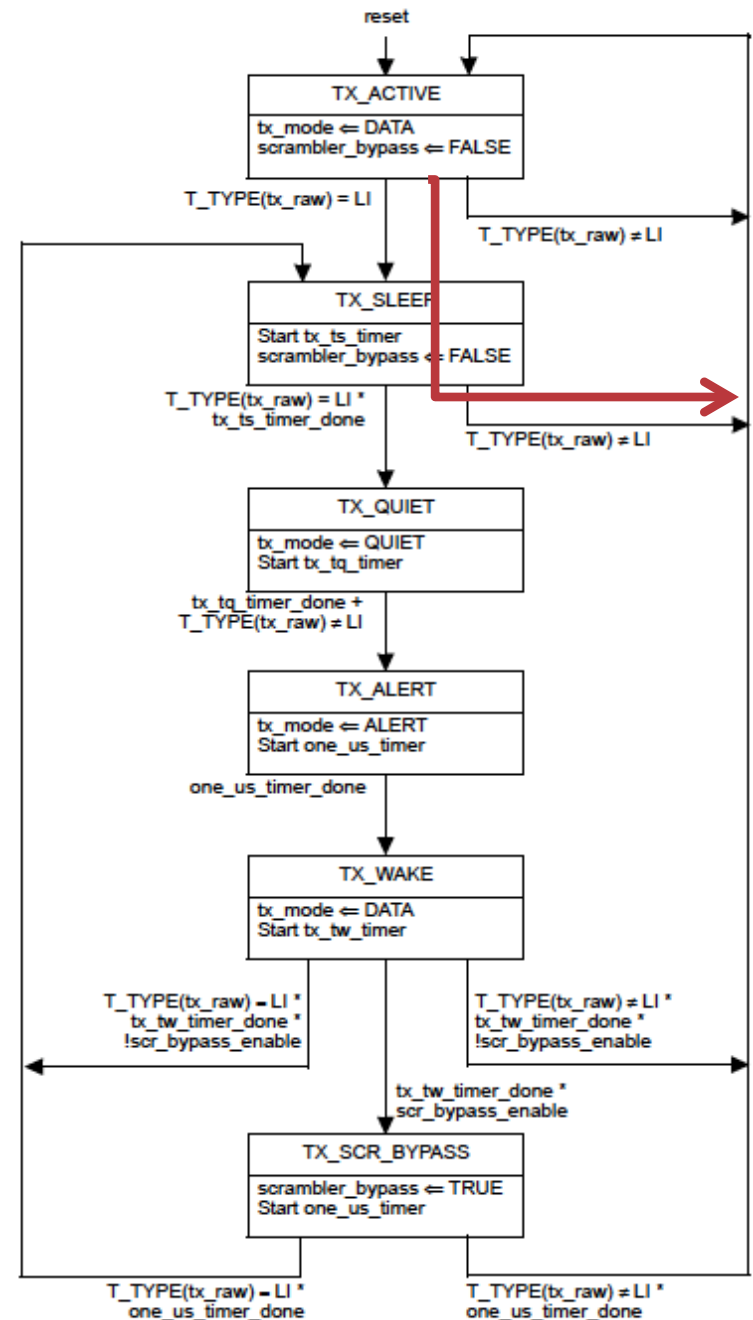 reset
TX_ACTIVE
tx_mode ⇐ DATA
scrambler_bypass ⇐ FALSE
T_TYPE(tx_raw) = LI
T_TYPE(tx_raw) ≠ LI
TX_SLEEP
Start tx_ts_timer
scrambler_bypass ⇐ FALSE
T_TYPE(tx_raw) = LI *
tx_ts_timer_done
T_TYPE(tx_raw) ≠ LI
TX_QUIET
tx_mode ⇐ QUIET
Start tx_tq_timer
tx_tq_timer_done +
T_TYPE(tx_raw) ≠ LI
TX_ALERT
tx_mode ⇐ ALERT
Start one_us_timer
one_us_timer_done
TX_WAKE
tx_mode ⇐ DATA
Start tx_tw_timer
T_TYPE(tx_raw) = LI *
tx_tw_timer_done *
!scr_bypass_enable
T_TYPE(tx_raw) ≠ LI *
tx_tw_timer_done *
!scr_bypass_enable
tx_tw_timer_done *
scr_bypass_enable
TX_SCR_BYPASS
scrambler_bypass ⇐ TRUE
Start one_us_timer
T_TYPE(tx_raw) = LI *
one_us_timer_done
T_TYPE(tx_raw) ≠ LI *
one_us_timer_done